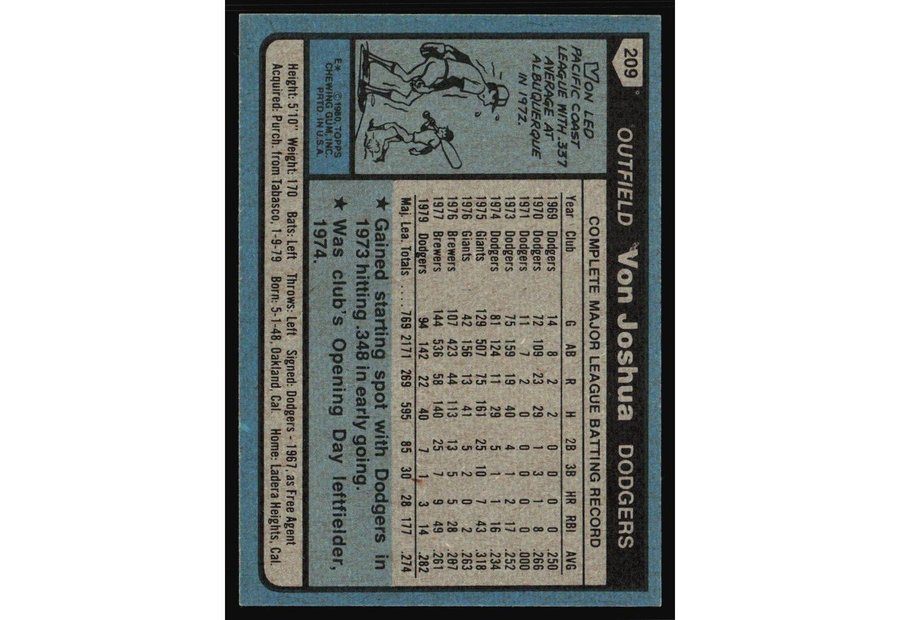 209
OUTFIELD Von Joshua DODGERS
VON LED
PACIFIC COAST
LEAGUE WITH .337
AVERAGE AT
ALBUQUERQUE
IN 1972.
E* ©1980, TOPPS
CHEWING GUM, INC.
PRTD. IN U.S.A.
COMPLETE MAJOR LEAGUE BATTING RECORD
Year Club G AB R H 2B 3B HR RBI AVG
1969 Dodgers 14 8 2 2 0 0 0 0 .250
1970 Dodgers 72 109 23 29 1 3 1 8 .266
1971 Dodgers 11 7 2 0 0 0 0 0 .000
1973 Dodgers 75 159 19 40 4 1 2 17 .252
1974 Dodgers 81 124 11 29 5 1 1 16 .234
1975 Giants 129 507 75 161 25 10 7 43 .318
1976 Giants 42 156 13 41 5 2 0 2 .263
1976 Brewers 107 423 44 113 13 5 5 28 .267
1977 Brewers 144 536 58 140 25 7 9 49 .261
1979 Dodgers 94 142 22 40 7 1 3 14 .282
Maj. Lea. Totals ..... 769 2171 269 595 85 30 28 177 .274
★ Gained starting spot with Dodgers in
1973 hitting .348 in early going.
★ Was club's Opening Day leftfielder,
1974.
Height: 5'10" Weight: 170 Bats: Left Throws: Left Signed: Dodgers - 1967, as Free Agent
Acquired: Purch. from Tabasco, 1-9-79 Born: 5-1-48, Oakland, Cal. Home: Ladera Heights, Cal.